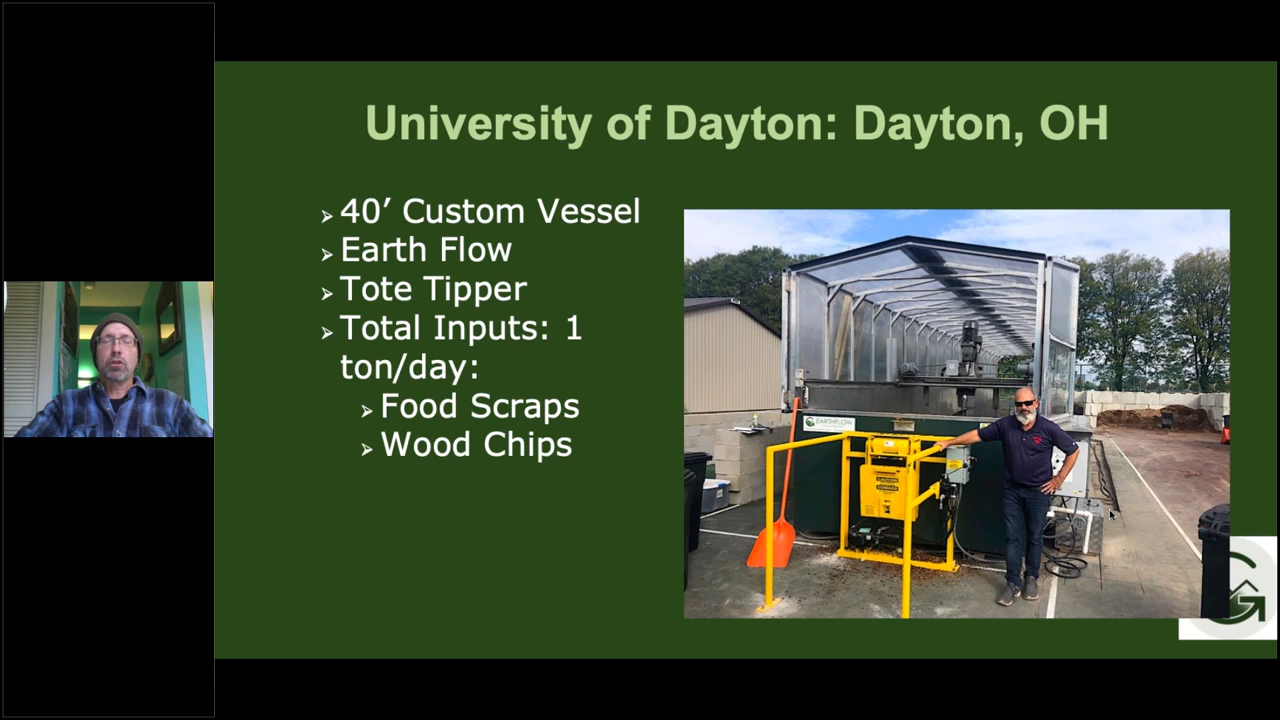 University of Dayton: Dayton, OH
➢ 40’ Custom Vessel
➢ Earth Flow
➢ Tote Tipper
➢ Total Inputs: 1
ton/day:
➢ Food Scraps
➢ Wood Chips
EARTHFLOW